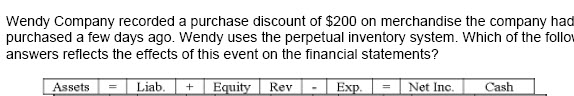 Wendy Company recorded a purchase discount of $200 on merchandise the company had
purchased a few days ago. Wendy uses the perpetual inventory system. Which of the
answers reflects the effects of this event on the financial statements?
Assets = Liab. + Equity Rev - Exp. = Net Inc. Cash